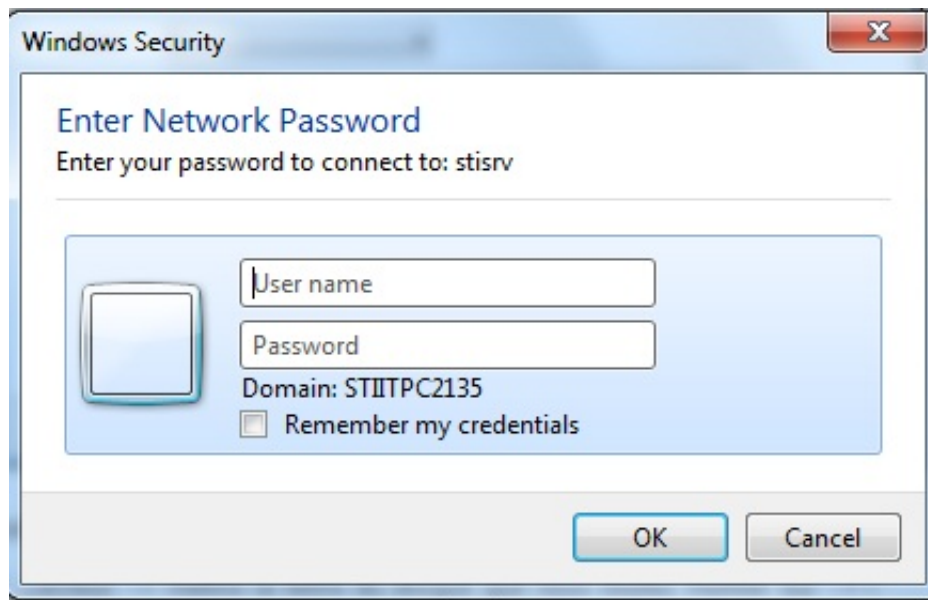 Windows Security
Enter Network Password
Enter your password to connect to: stisrv
User name
Password
Domain: STIITPC2135
Remember my credentials
OK
Cancel